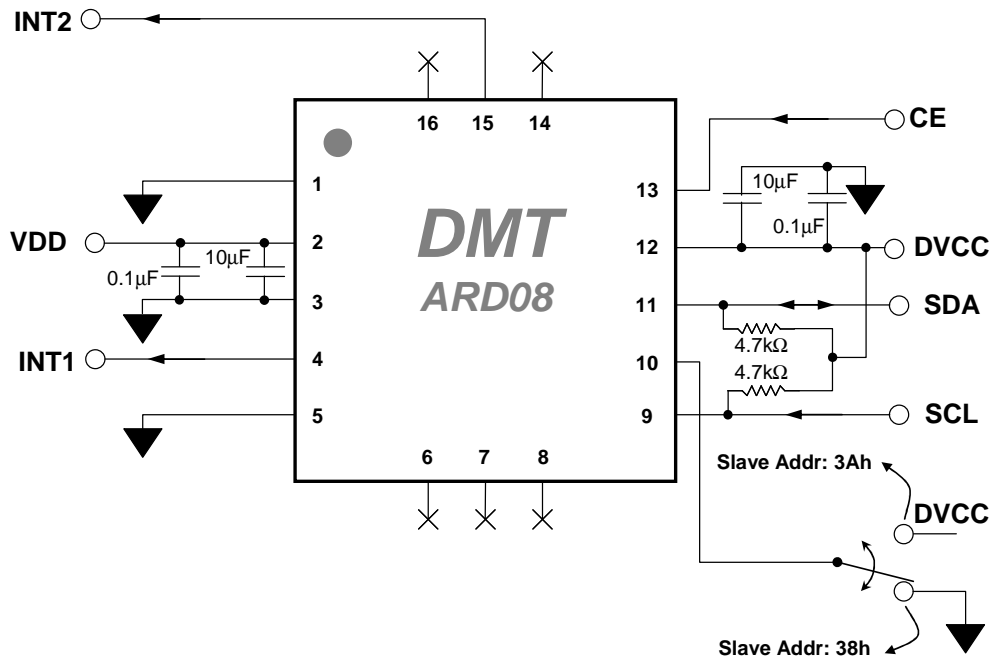 INT2
16
15
14
CE
1
13
10μF
0.1μF
DMT
VDD
2
12
DVCC
0.1μF
10μF
ARD08
3
11
SDA
4.7kΩ
INT1
4
10
4.7kΩ
5
9
SCL
6
7
8
Slave Addr: 3Ah
DVCC
Slave Addr: 38h